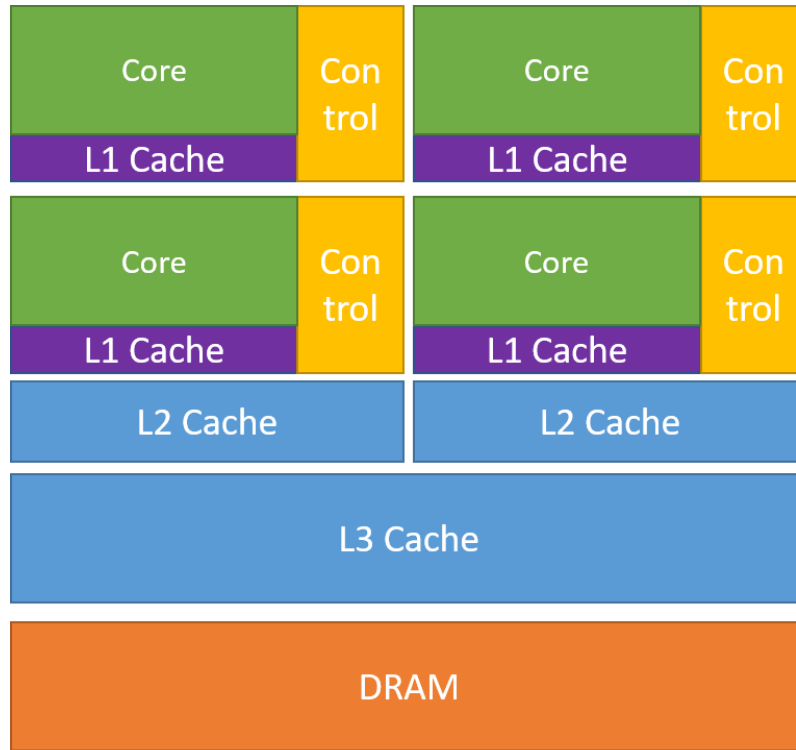 Core
Con
trol
L1 Cache
Core
Con
trol
L1 Cache
Core
Con
trol
L1 Cache
Core
Con
trol
L1 Cache
L2 Cache
L2 Cache
L3 Cache
DRAM